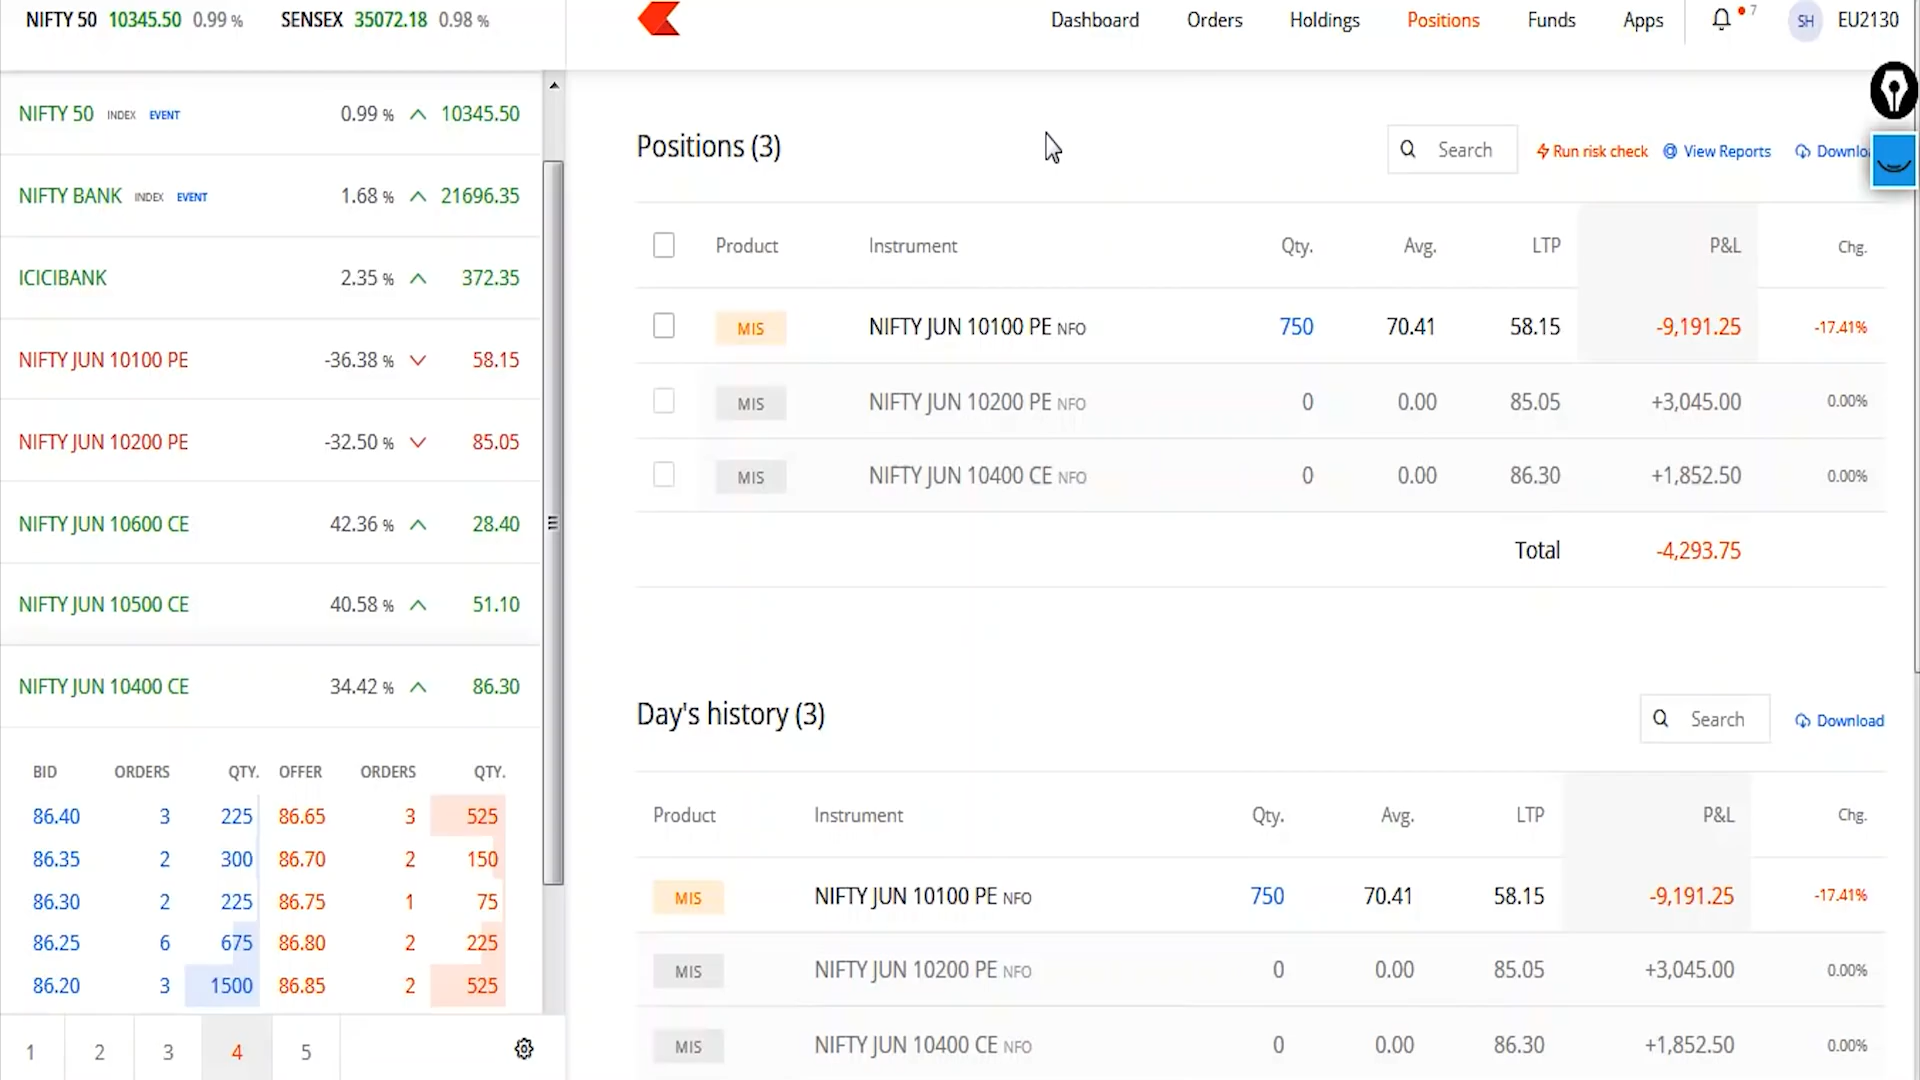 NIFTY 50 10345.50 0.99 % SENSEX 35072.18 0.98 %
Dashboard Orders Holdings Positions Funds Apps 7 SH EU2130
NIFTY 50 INDEX EVENT 0.99 % 10345.50
NIFTY BANK INDEX EVENT 1.68 % 21696.35
ICICIBANK 2.35 % 372.35
NIFTY JUN 10100 PE -36.38 % 58.15
NIFTY JUN 10200 PE -32.50 % 85.05
NIFTY JUN 10600 CE 42.36 % 28.40
NIFTY JUN 10500 CE 40.58 % 51.10
NIFTY JUN 10400 CE 34.42 % 86.30
BID ORDERS QTY. OFFER ORDERS QTY.
86.40 3 225 86.65 3 525
86.35 2 300 86.70 2 150
86.30 2 225 86.75 1 75
86.25 6 675 86.80 2 225
86.20 3 1500 86.85 2 525
1 2 3 4 5
Positions (3) Search Run risk check View Reports Downloa
Product Instrument Qty. Avg. LTP P&L Chg.
MIS NIFTY JUN 10100 PE NFO 750 70.41 58.15 -9,191.25 -17.41%
MIS NIFTY JUN 10200 PE NFO 0 0.00 85.05 +3,045.00 0.00%
MIS NIFTY JUN 10400 CE NFO 0 0.00 86.30 +1,852.50 0.00%
Total -4,293.75
Day's history (3) Search Download
Product Instrument Qty. Avg. LTP P&L Chg.
MIS NIFTY JUN 10100 PE NFO 750 70.41 58.15 -9,191.25 -17.41%
MIS NIFTY JUN 10200 PE NFO 0 0.00 85.05 +3,045.00 0.00%
MIS NIFTY JUN 10400 CE NFO 0 0.00 86.30 +1,852.50 0.00%